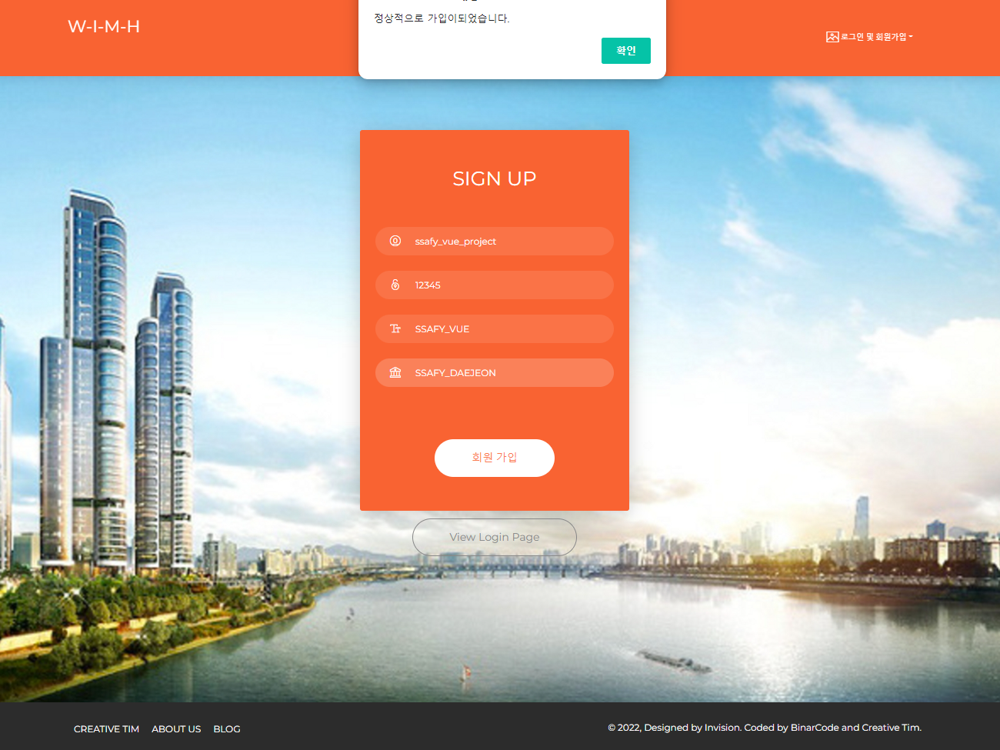 W-I-M-H
정상적으로 가입이되었습니다.
확인
로그인 및 회원가입
SIGN UP
ssafy_vue_project
12345
SSAFY_VUE
SSAFY_DAEJEON
회원 가입
View Login Page
CREATIVE TIM ABOUT US BLOG
© 2022, Designed by Invision. Coded by BinarCode and Creative Tim.